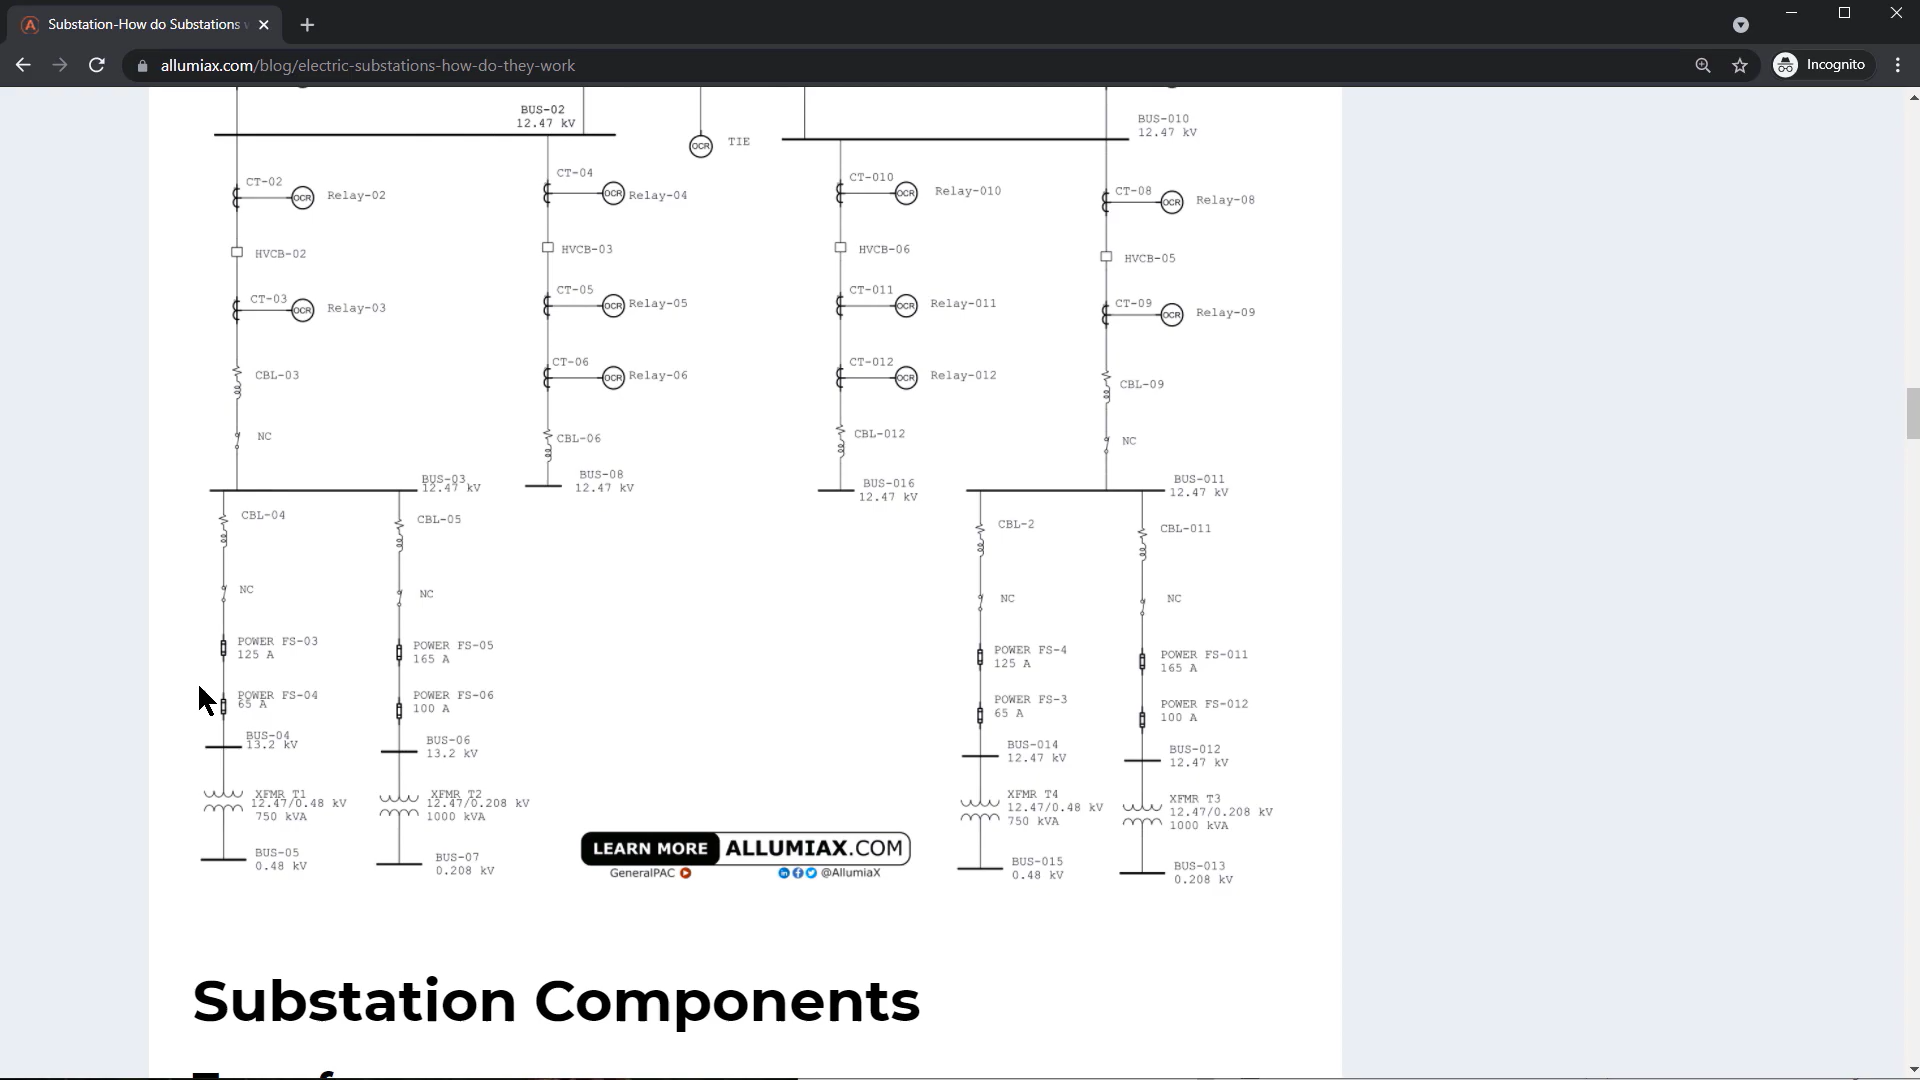 Substation-How do Substations
allumiax.com/blog/electric-substations-how-do-they-work
Incognito
BUS-02
12.47 kV
OCR
TIE
BUS-010
12.47 kV
CT-02
OCR
Relay-02
CT-04
OCR
Relay-04
CT-010
OCR
Relay-010
CT-08
OCR
Relay-08
HVCB-02
HVCB-03
HVCB-06
HVCB-05
CT-03
OCR
Relay-03
CT-05
OCR
Relay-05
CT-011
OCR
Relay-011
CT-09
OCR
Relay-09
CT-06
OCR
Relay-06
CT-012
OCR
Relay-012
CBL-03
CBL-09
NC
CBL-06
CBL-012
NC
BUS-03
12.47 kV
BUS-08
12.47 kV
BUS-016
12.47 kV
BUS-011
12.47 kV
CBL-04
CBL-05
CBL-2
CBL-011
NC
NC
NC
NC
POWER FS-03
125 A
POWER FS-05
165 A
POWER FS-4
125 A
POWER FS-011
165 A
POWER FS-04
65 A
POWER FS-06
100 A
POWER FS-3
65 A
POWER FS-012
100 A
BUS-04
13.2 kV
BUS-06
13.2 kV
BUS-014
12.47 kV
BUS-012
12.47 kV
XFMR T1
12.47/0.48 kV
750 kVA
XFMR T2
12.47/0.208 kV
1000 kVA
XFMR T4
12.47/0.48 kV
750 kVA
XFMR T3
12.47/0.208 kV
1000 kVA
BUS-05
0.48 kV
BUS-07
0.208 kV
LEARN MORE ALLUMIAX.COM
GeneralPAC @AllumiaX
BUS-015
0.48 kV
BUS-013
0.208 kV
Substation Components